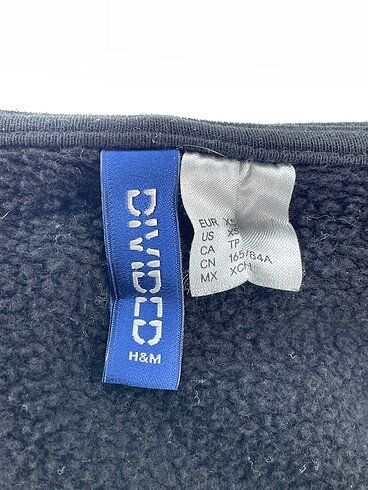 DIVIDED
H&M
EUR XS
US XS
CA TP
CN 165/84A
MX XCH